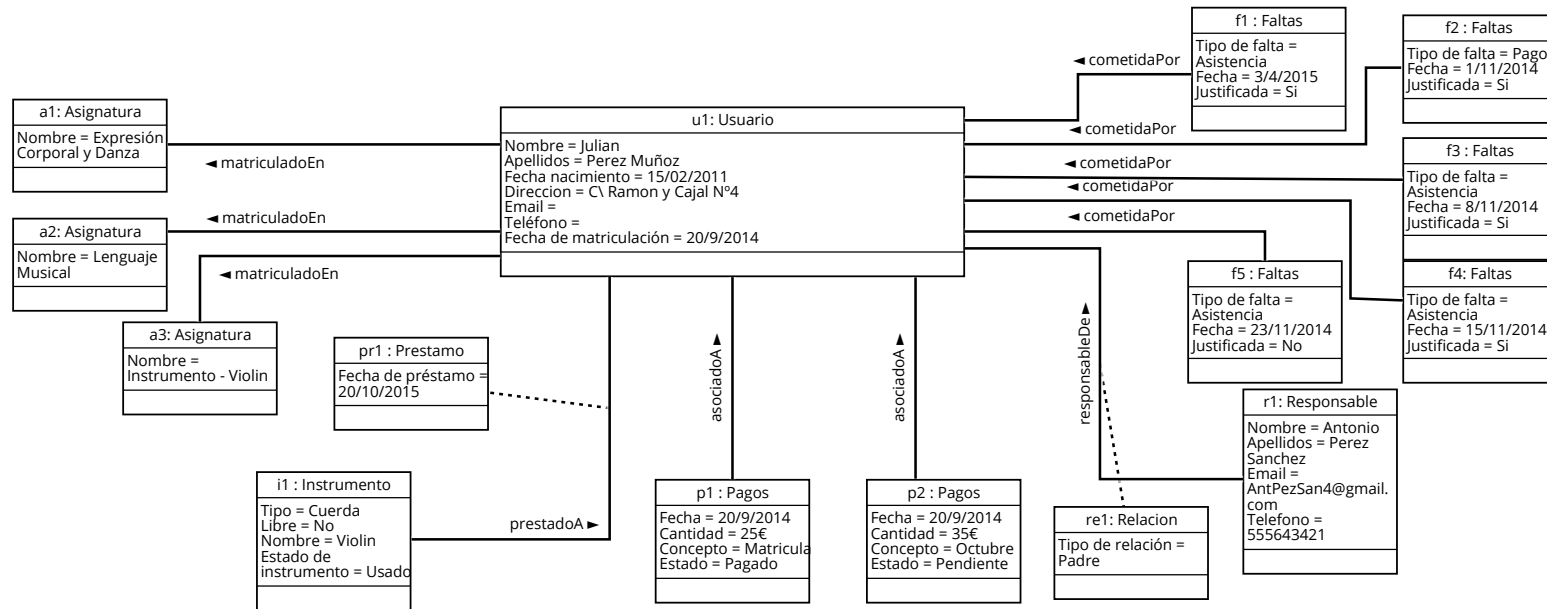 f1 : Faltas
Tipo de falta =
Asistencia
Fecha = 3/4/2015
Justificada = Si
f2 : Faltas
Tipo de falta = Pago
Fecha = 1/11/2014
Justificada = Si
◄ cometidaPor
a1: Asignatura
Nombre = Expresión
Corporal y Danza
◄ matriculadoEn
u1: Usuario
Nombre = Julian
Apellidos = Perez Muñoz
Fecha nacimiento = 15/02/2011
Direccion = C\ Ramon y Cajal Nº4
Email =
Teléfono =
Fecha de matriculación = 20/9/2014
◄ cometidaPor
◄ cometidaPor
◄ cometidaPor
◄ cometidaPor
f3 : Faltas
Tipo de falta =
Asistencia
Fecha = 8/11/2014
Justificada = Si
a2: Asignatura
Nombre = Lenguaje
Musical
◄ matriculadoEn
◄ matriculadoEn
f5 : Faltas
Tipo de falta =
Asistencia
Fecha = 23/11/2014
Justificada = No
f4: Faltas
Tipo de falta =
Asistencia
Fecha = 15/11/2014
Justificada = Si
a3: Asignatura
Nombre =
Instrumento - Violin
pr1 : Prestamo
Fecha de préstamo =
20/10/2015
asociadoA ►
asociadoA ►
responsableDe ►
r1: Responsable
Nombre = Antonio
Apellidos = Perez
Sanchez
Email =
AntPezSan4@gmail.
com
Telefono =
555643421
i1 : Instrumento
Tipo = Cuerda
Libre = No
Nombre = Violin
Estado de
instrumento = Usado
prestadoA ►
p1 : Pagos
Fecha = 20/9/2014
Cantidad = 25€
Concepto = Matricula
Estado = Pagado
p2 : Pagos
Fecha = 20/9/2014
Cantidad = 35€
Concepto = Octubre
Estado = Pendiente
re1: Relacion
Tipo de relación =
Padre